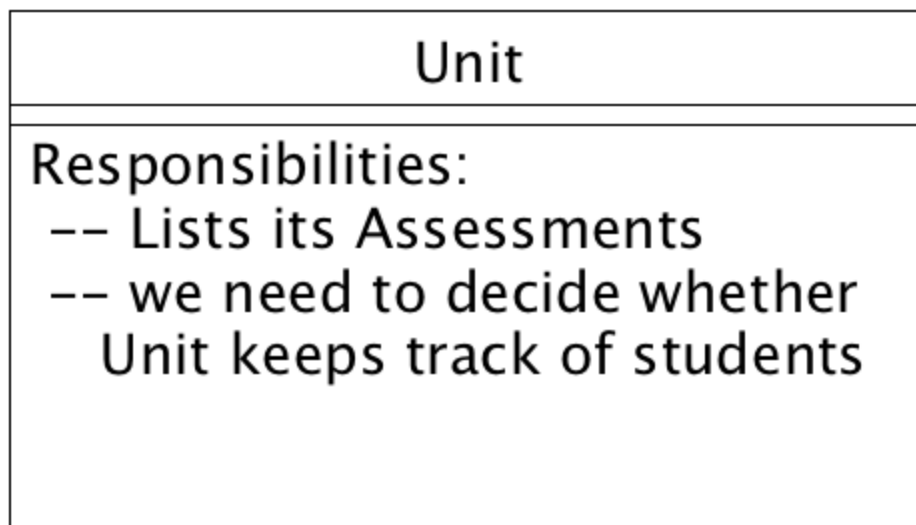 Unit
Responsibilities:
-- Lists its Assessments
-- we need to decide whether
Unit keeps track of students